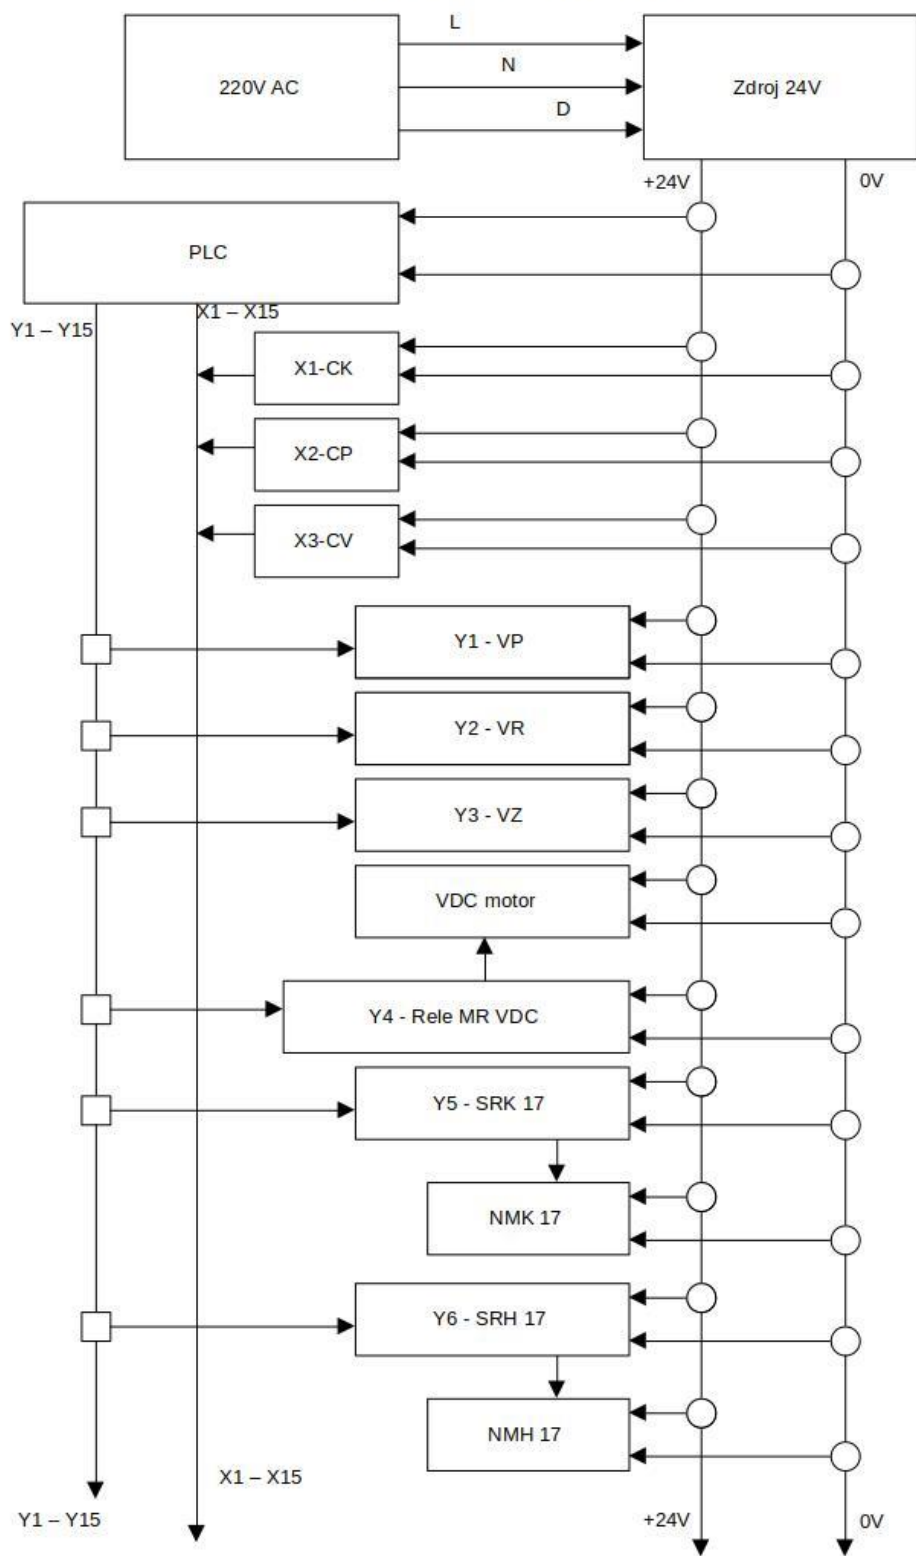 L
220V AC
N
Zdroj 24V
D
+24V
0V
PLC
X1 – X15
Y1 – Y15
X1-CK
X2-CP
X3-CV
Y1 - VP
Y2 - VR
Y3 - VZ
VDC motor
Y4 - Rele MR VDC
Y5 - SRK 17
NMK 17
Y6 - SRH 17
NMH 17
X1 – X15
Y1 – Y15
+24V
0V